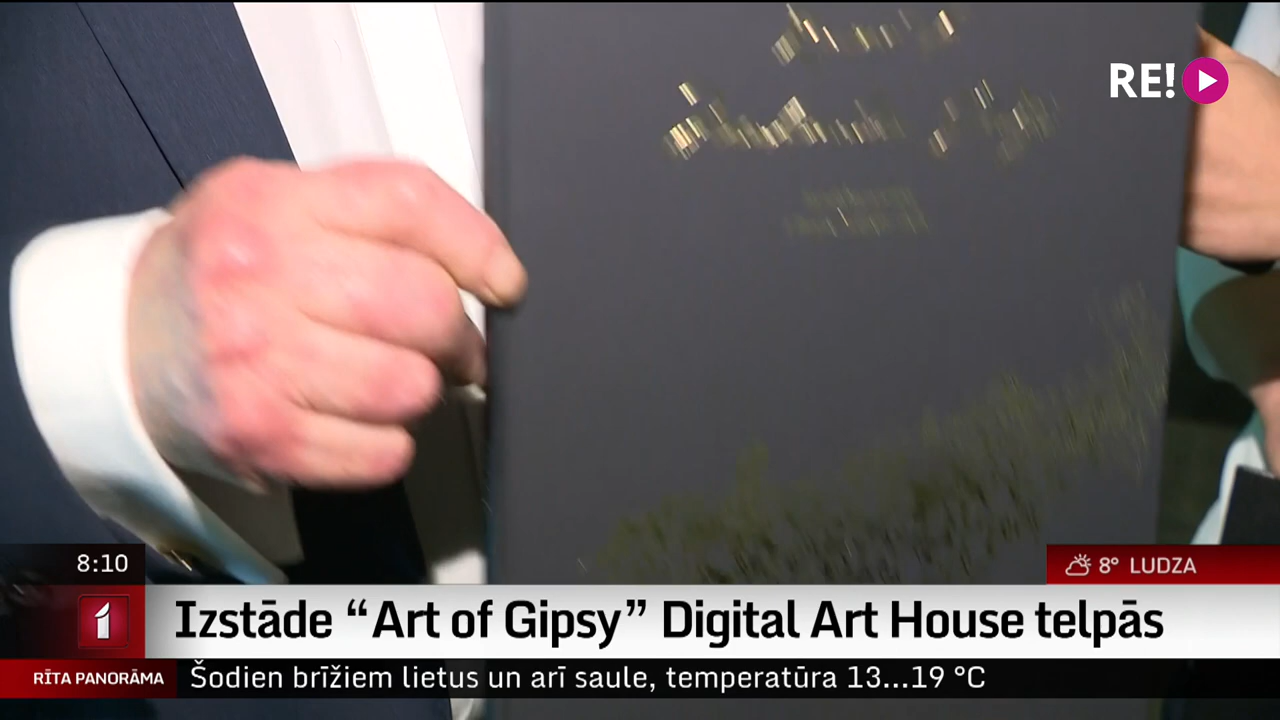 RE!
8:10
8° LUDZA
1
Izstāde “Art of Gipsy” Digital Art House telpās
RĪTA PANORĀMA
Šodien brīžiem lietus un arī saule, temperatūra 13...19 °C